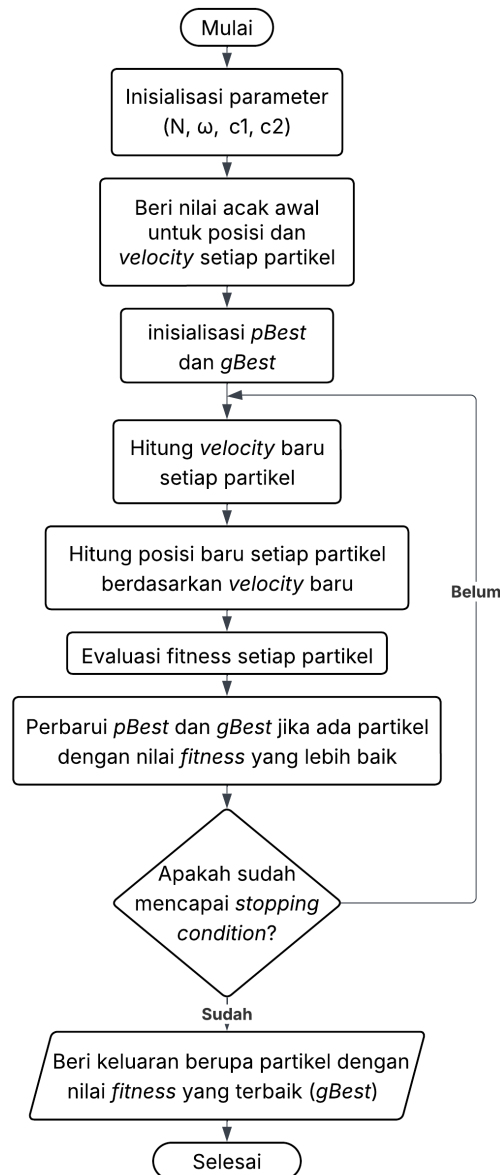 Mulai
Inisialisasi parameter
(N, ω, c1, c2)
Beri nilai acak awal
untuk posisi dan
velocity setiap partikel
inisialisasi pBest
dan gBest
Hitung velocity baru
setiap partikel
Hitung posisi baru setiap partikel
berdasarkan velocity baru
Belum
Evaluasi fitness setiap partikel
Perbarui pBest dan gBest jika ada partikel
dengan nilai fitness yang lebih baik
Apakah sudah
mencapai stopping
condition?
Sudah
Beri keluaran berupa partikel dengan
nilai fitness yang terbaik (gBest)
Selesai